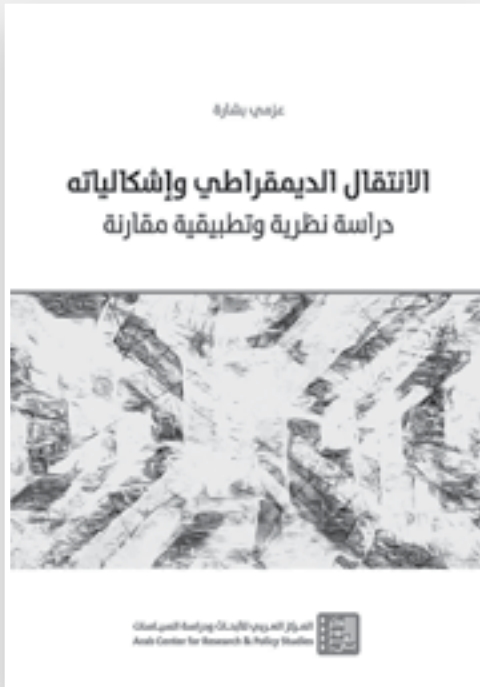 عزمي بشارة
الانتقال الديمقراطي وإشكالياته
دراسة نظرية وتطبيقية مقارنة
المركز العربي للأبحاث ودراسة السياسات
Arab Center for Research & Policy Studies